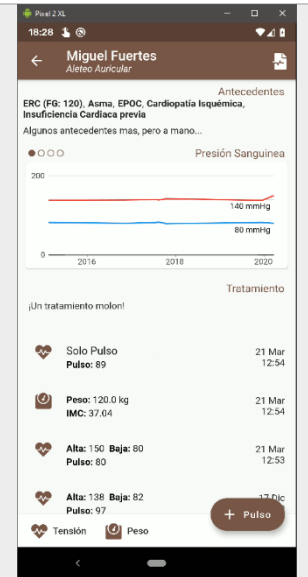 Pixel 2 XL
18:28
Miguel Fuertes
Aleteo Auricular
Antecedentes
ERC (FG: 120), Asma, EPOC, Cardiopatía Isquémica,
Insuficiencia Cardiaca previa
Algunos antecedentes mas, pero a mano...
Presión Sanguinea
200
140 mmHg
80 mmHg
0
2016 2018 2020
Tratamiento
¡Un tratamiento molon!
Solo Pulso 21 Mar
Pulso: 89 12:54
Peso: 120.0 kg 21 Mar
IMC: 37.04 12:54
Alta: 150 Baja: 80 21 Mar
Pulso: 80 12:53
Alta: 138 Baja: 82 17 Dic
Pulso: 97
+ Pulso
Tensión Peso